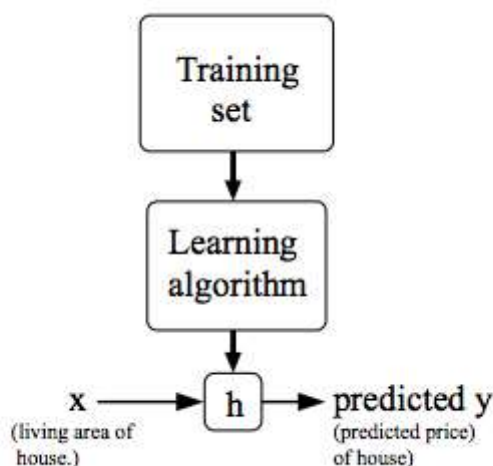 Training
set
Learning
algorithm
x
h
predicted y
(living area of
house.)
(predicted price)
of house)